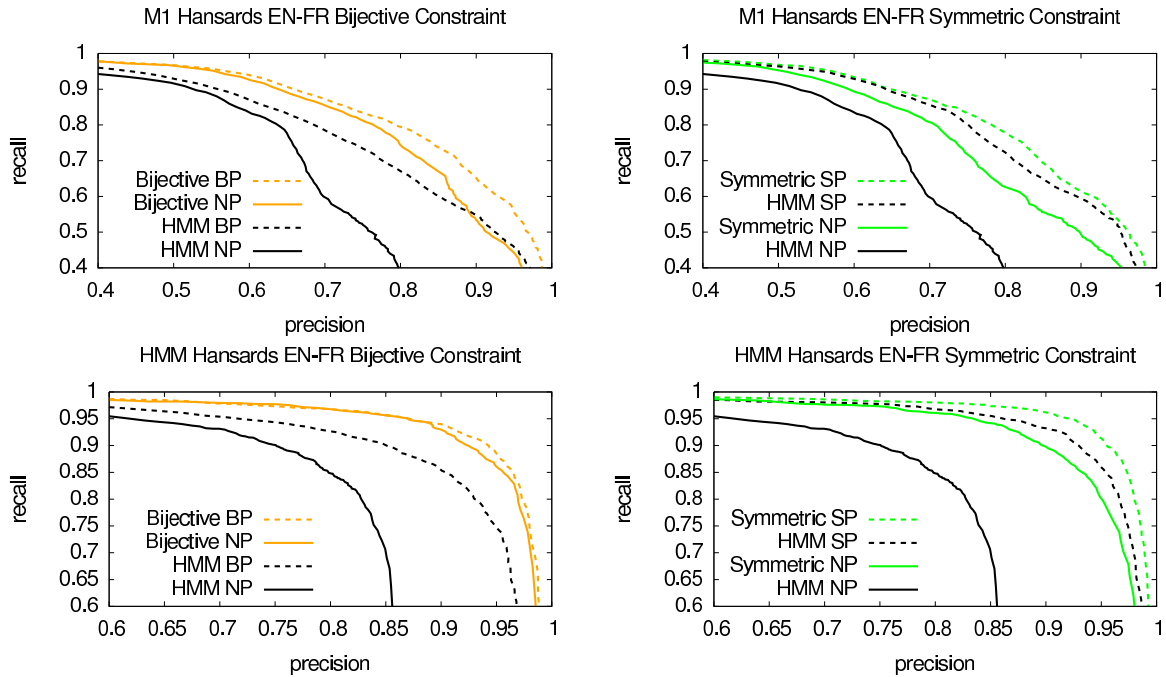 M1 Hansards EN-FR Bijective Constraint
1
0.9
0.8
0.7
0.6
0.5
0.4
recall
Bijective BP
Bijective NP
HMM BP
HMM NP
0.4 0.5 0.6 0.7 0.8 0.9 1
precision
M1 Hansards EN-FR Symmetric Constraint
1
0.9
0.8
0.7
0.6
0.5
0.4
recall
Symmetric SP
HMM SP
Symmetric NP
HMM NP
0.4 0.5 0.6 0.7 0.8 0.9 1
precision
HMM Hansards EN-FR Bijective Constraint
1
0.95
0.9
0.85
0.8
0.75
0.7
0.65
0.6
recall
Bijective BP
Bijective NP
HMM BP
HMM NP
0.6 0.65 0.7 0.75 0.8 0.85 0.9 0.95 1
precision
HMM Hansards EN-FR Symmetric Constraint
1
0.95
0.9
0.85
0.8
0.75
0.7
0.65
0.6
recall
Symmetric SP
HMM SP
Symmetric NP
HMM NP
0.6 0.65 0.7 0.75 0.8 0.85 0.9 0.95 1
precision